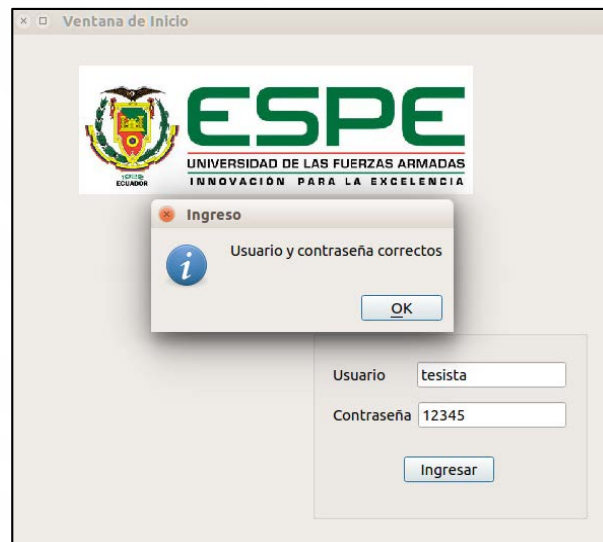 Ventana de Inicio
ESPE
UNIVERSIDAD DE LAS FUERZAS ARMADAS
INNOVACIÓN PARA LA EXCELENCIA
ECUADOR
Ingreso
Usuario y contraseña correctos
OK
Usuario tesista
Contraseña 12345
Ingresar